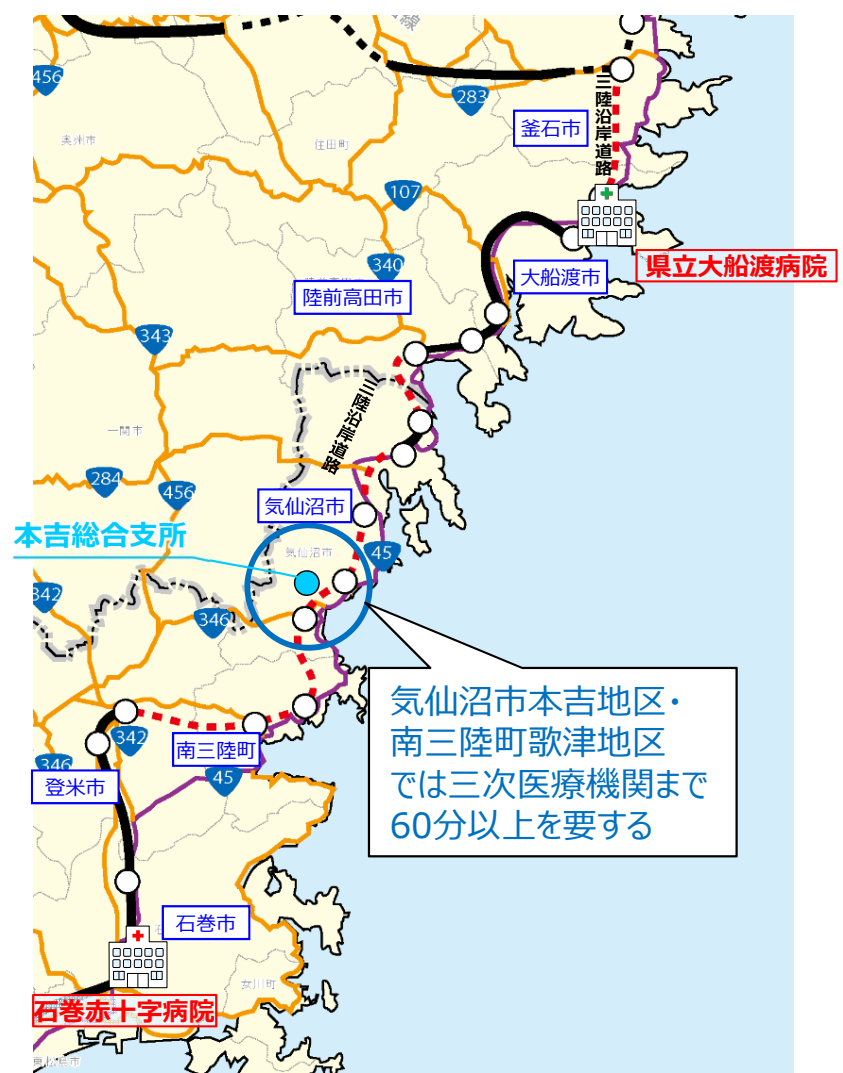 456
283
三陸沿岸道路
釜石市
奥州市
住田町
107
県立大船渡病院
340
大船渡市
陸前高田市
343
三陸沿岸道路
一関市
284
456
気仙沼市
本吉総合支所
気仙沼市
45
342
346
気仙沼市本吉地区・
南三陸町歌津地区
では三次医療機関まで
60分以上を要する
342
南三陸町
346
45
登米市
石巻市
女川町
石巻赤十字病院
東松島市